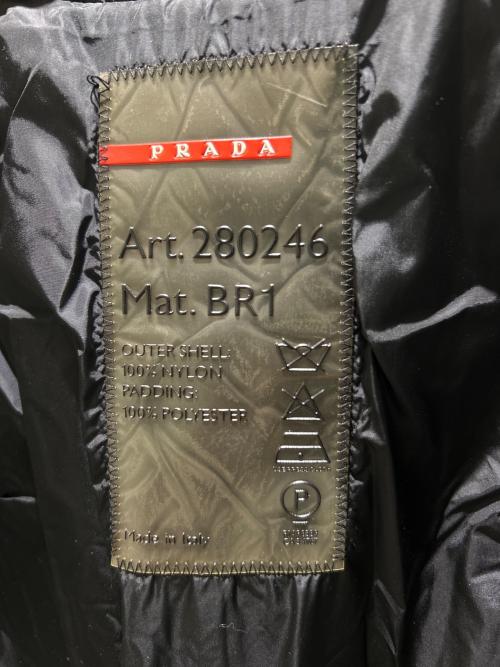 PRADA
Art. 280246
Mat. BR1
OUTER SHELL:
100% NYLON
PADDING:
100% POLYESTER
P
Made in Italy